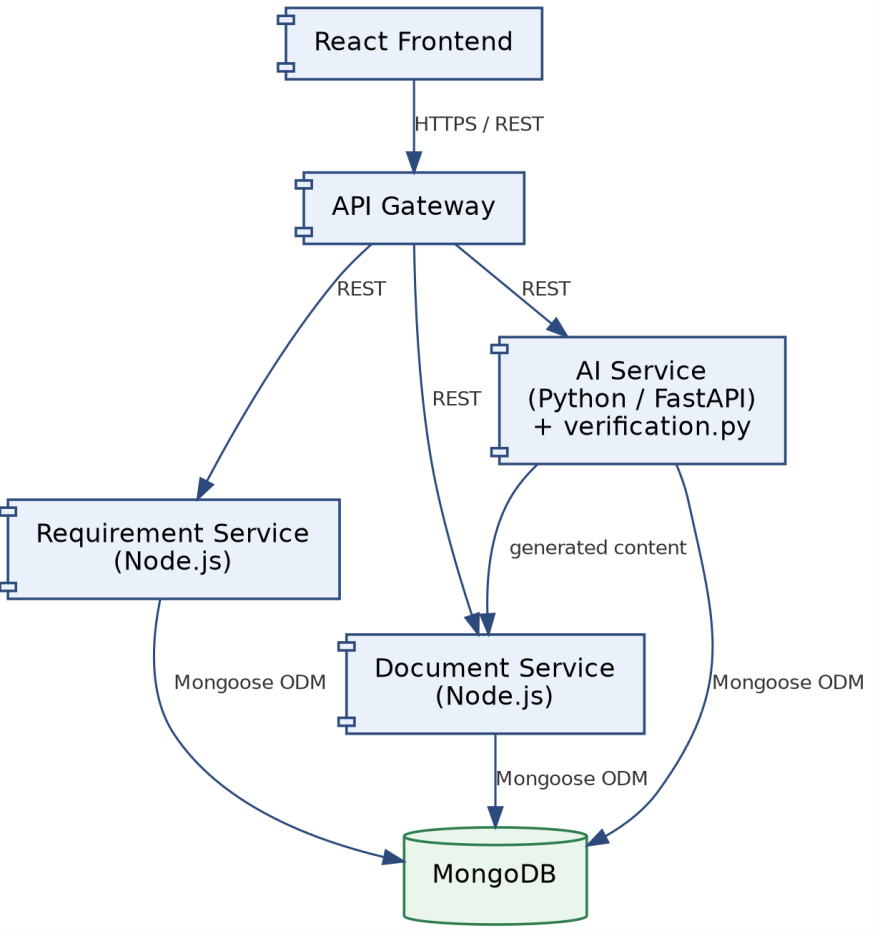 React Frontend
HTTPS / REST
API Gateway
REST
REST
REST
AI Service
(Python / FastAPI)
+ verification.py
Requirement Service
(Node.js)
generated content
Document Service
(Node.js)
Mongoose ODM
Mongoose ODM
Mongoose ODM
MongoDB